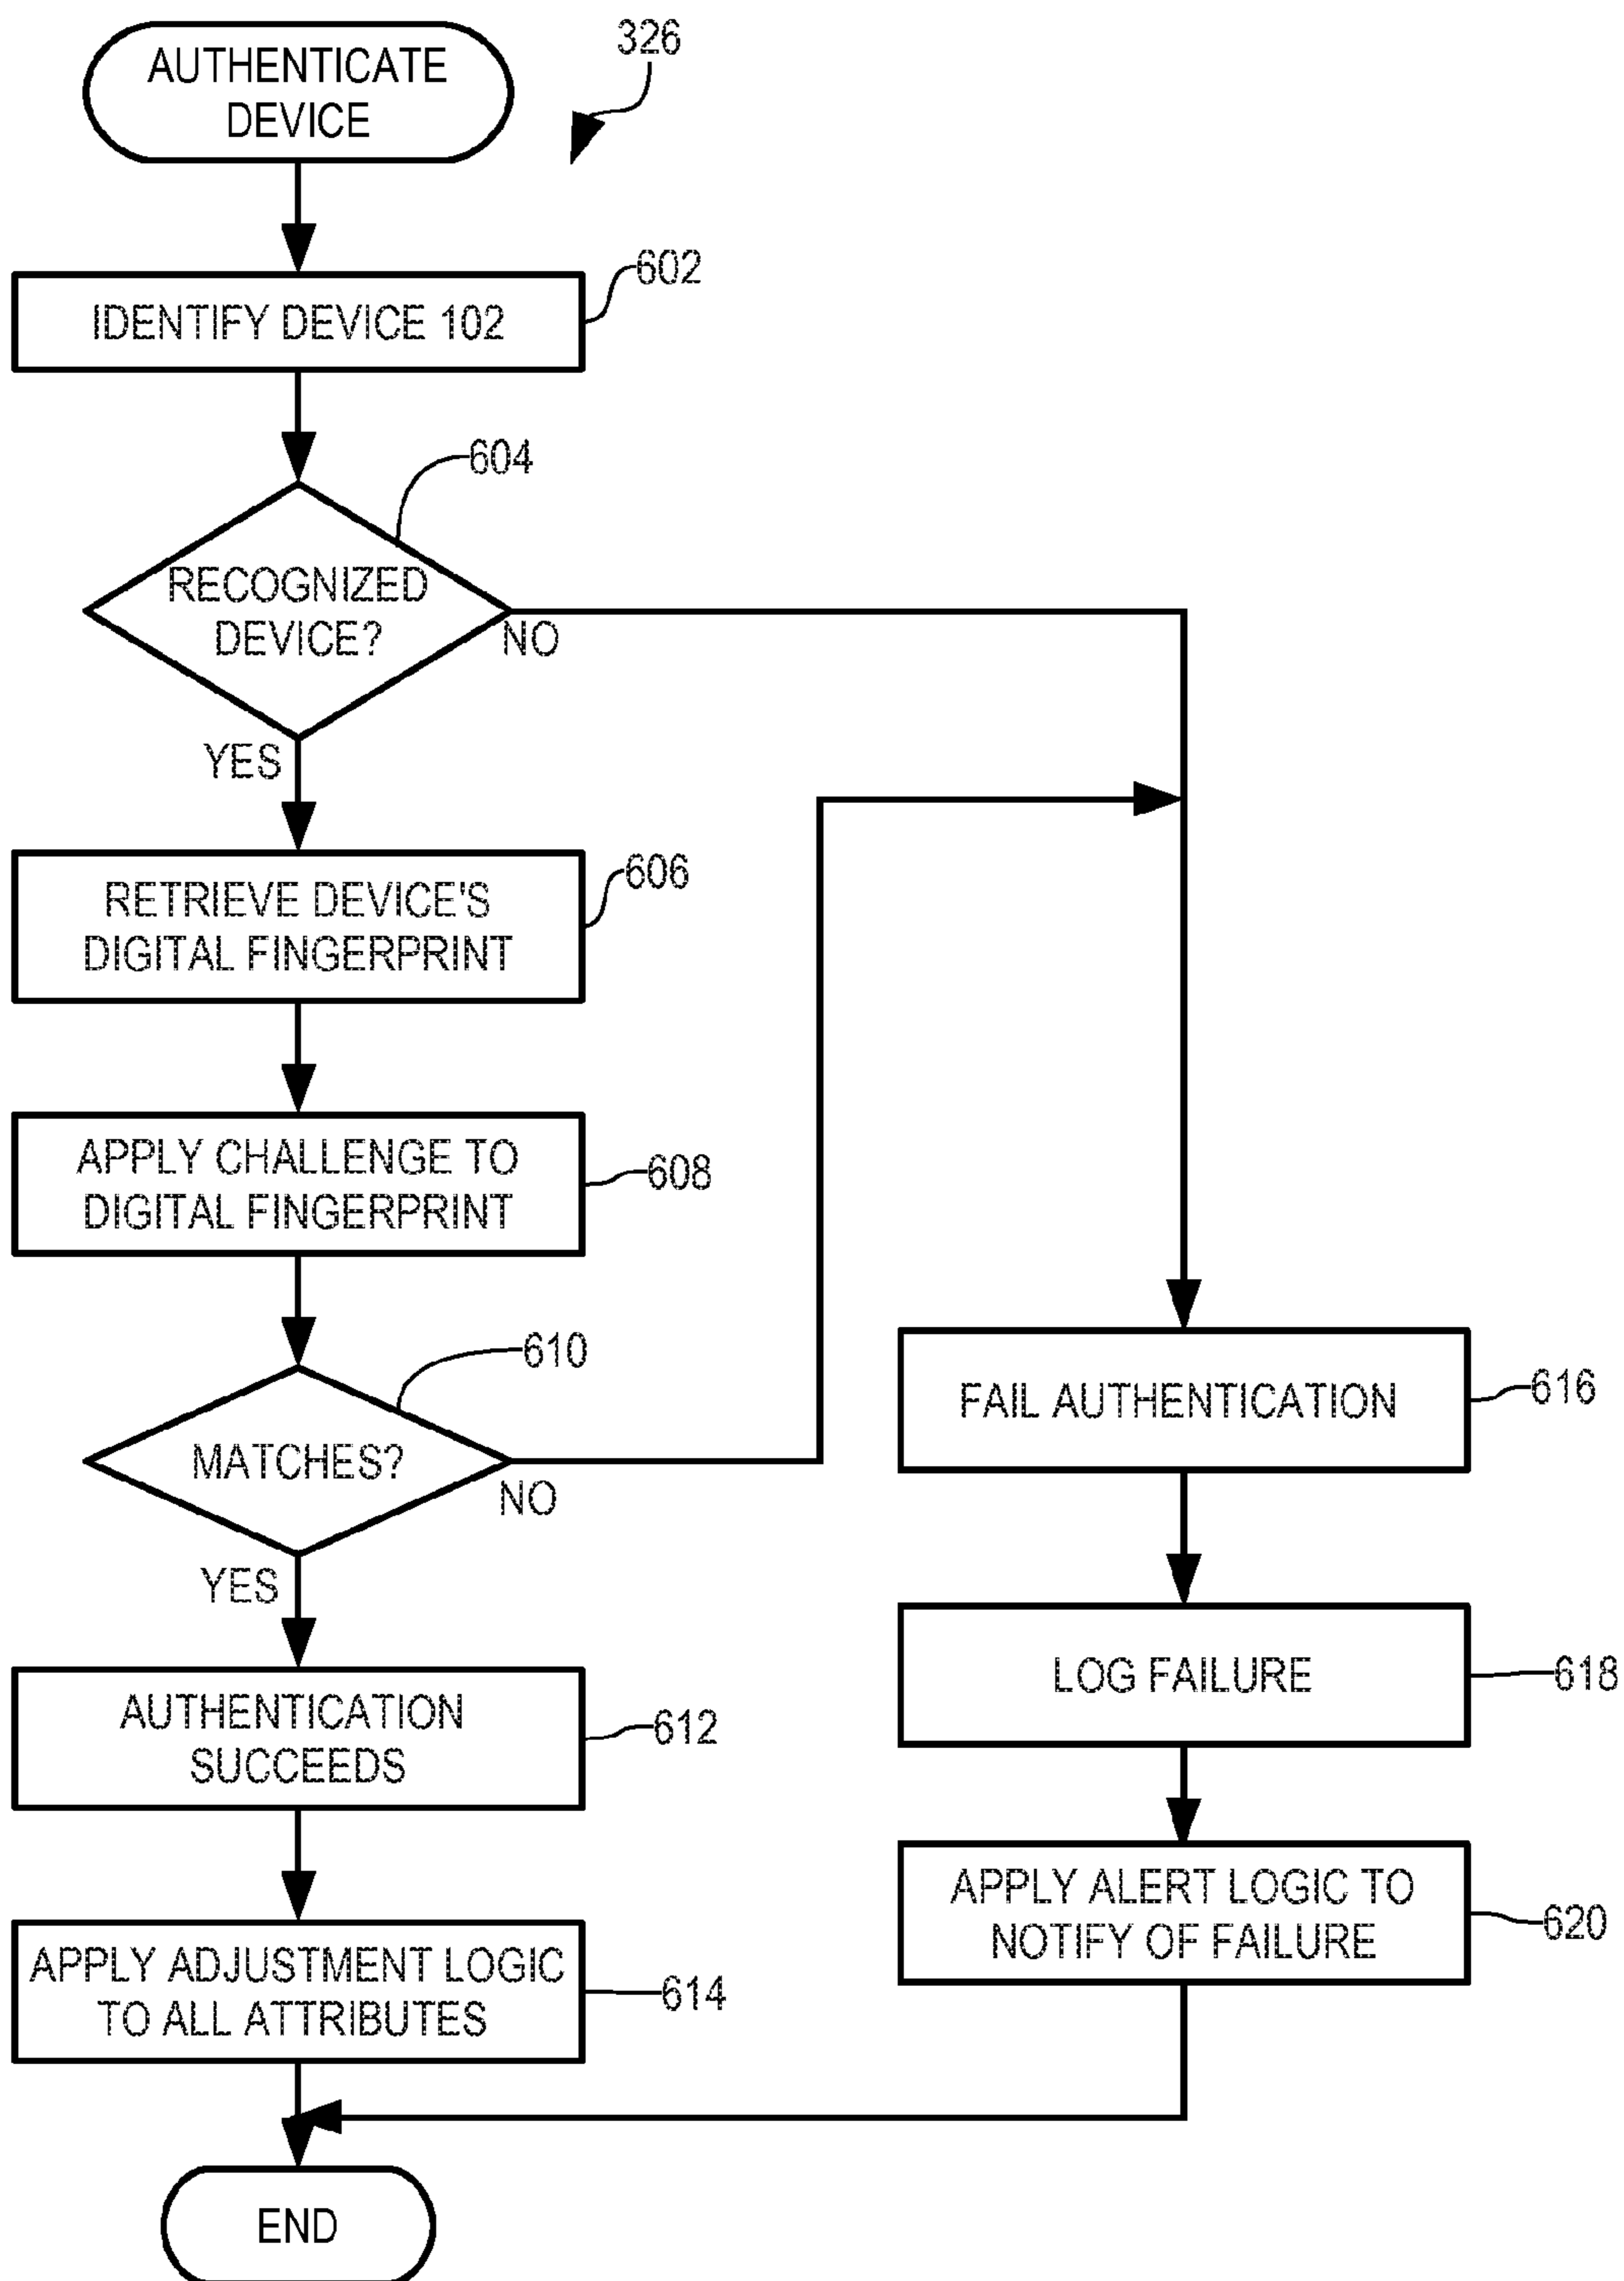 AUTHENTICATE
DEVICE
326
IDENTIFY DEVICE 102
602
604
RECOGNIZED
DEVICE?
NO
YES
RETRIEVE DEVICE'S
DIGITAL FINGERPRINT
606
APPLY CHALLENGE TO
DIGITAL FINGERPRINT
608
610
MATCHES?
NO
YES
AUTHENTICATION
SUCCEEDS
612
APPLY ADJUSTMENT LOGIC
TO ALL ATTRIBUTES
614
FAIL AUTHENTICATION
616
LOG FAILURE
618
APPLY ALERT LOGIC TO
NOTIFY OF FAILURE
620
END